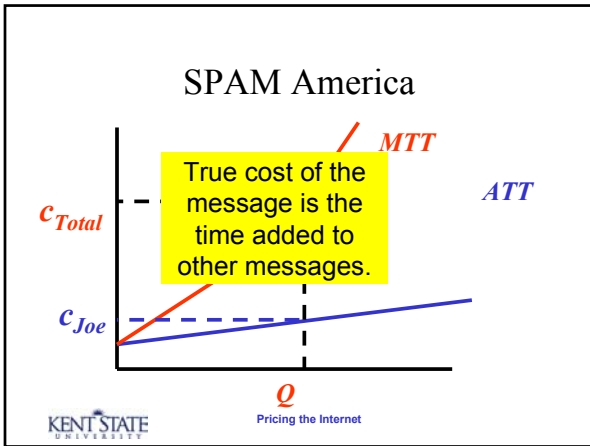 SPAM America
MTT
True cost of the
message is the
time added to
other messages.
ATT
cTotal
cJoe
Q
Pricing the Internet
KENT STATE
UNIVERSITY